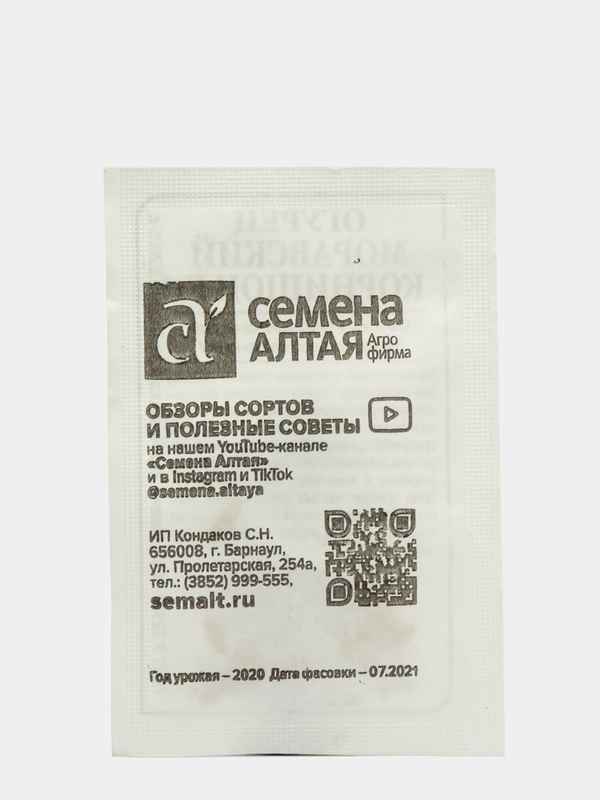 семена
АЛТАЯ Агро
фирма
ОБЗОРЫ СОРТОВ
И ПОЛЕЗНЫЕ СОВЕТЫ
на нашем YouTube-канале
«Семена Алтая»
и в Instagram и TikTok
@semena.altaya
ИП Кондаков С.Н.
656008, г. Барнаул,
ул. Пролетарская, 254а,
тел.: (3852) 999-555,
semalt.ru
Год урожая – 2020 Дата фасовки – 07.2021